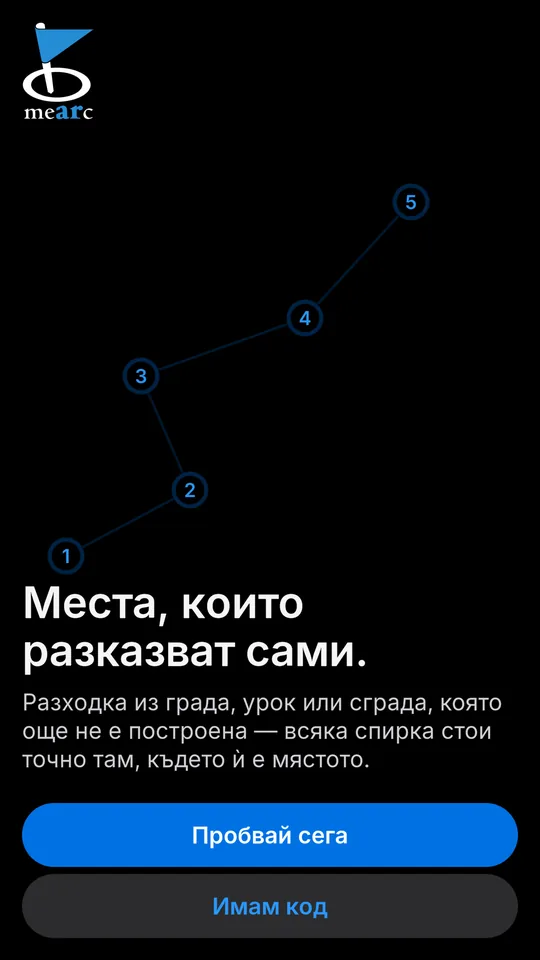 mearc
5
4
3
2
1
Места, които
разказват сами.
Разходка из града, урок или сграда, която
още не е построена — всяка спирка стои
точно там, където ѝ е мястото.
Пробвай сега
Имам код